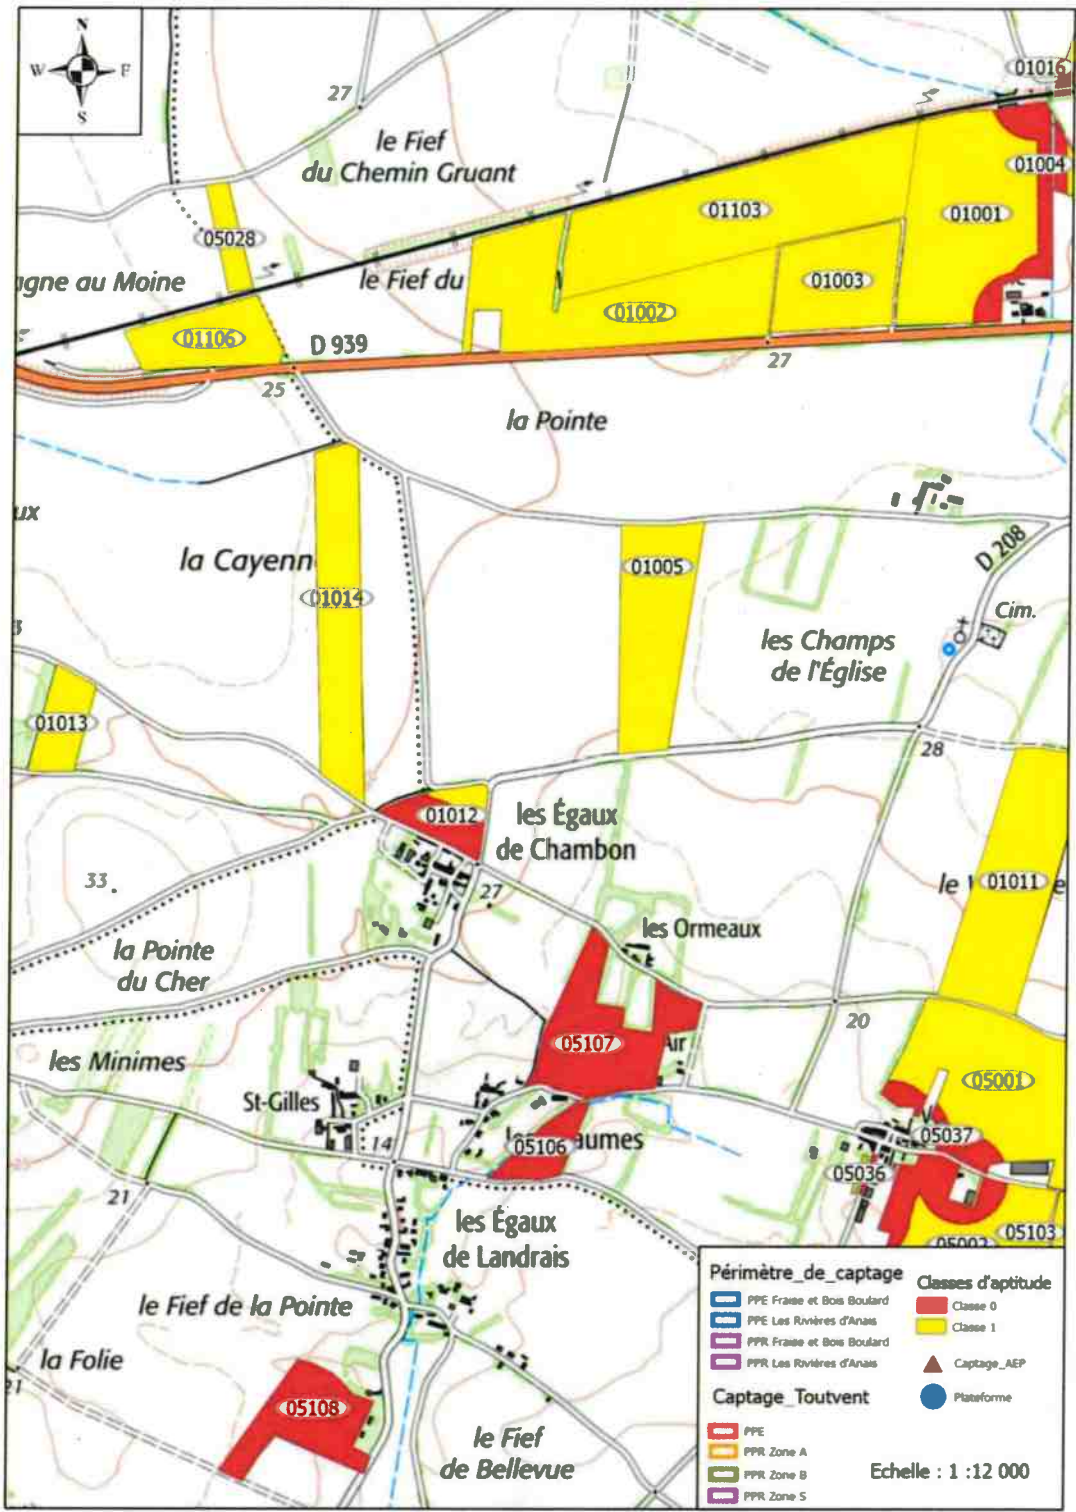 N
W
F
S
27
le Fief
du Chemin Gruant
01016
01004
01103
01001
05028
agne au Moine
le Fief du
01003
01002
01106
D 939
25
27
la Pointe
ux
la Cayenn
01014
01005
D 208
Cim.
les Champs
de l'Église
01013
28
01012
les Égaux
de Chambon
33
27
le
01011
e
les Ormeaux
la Pointe
du Cher
20
05107
Air
les Minimes
05001
St-Gilles
14
05106
aumes
05037
05036
21
les Égaux
de Landrais
05103
05002
le Fief de la Pointe
la Folie
21
05108
le Fief
de Bellevue
Périmètre_de_captage
PPE Fraise et Bois Boulard
PPE Les Rivières d'Anais
PPR Fraise et Bois Boulard
PPR Les Rivières d'Anais
Captage_Toutvent
PPE
PPR Zone A
PPR Zone B
PPR Zone S
Classes d'aptitude
Classe 0
Classe 1
Captage_AEP
Plateforme
Echelle : 1 :12 000